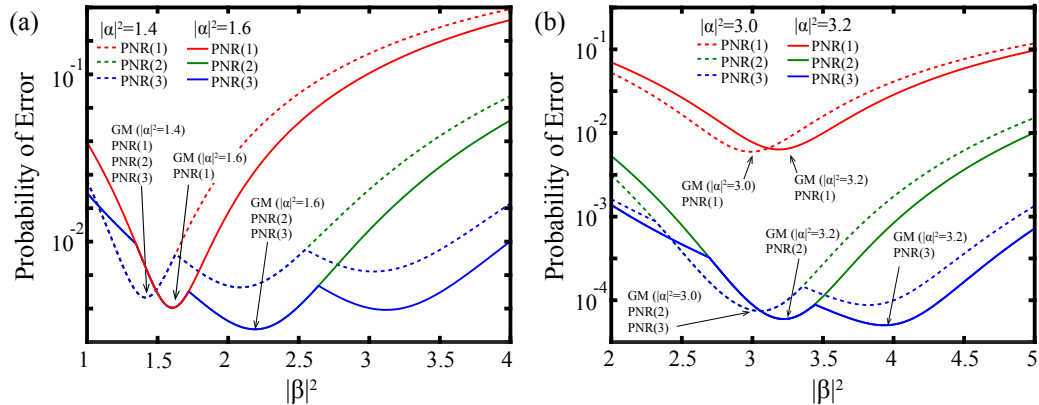 (a)
|α|²=1.4 |α|²=1.6
PNR(1) PNR(1)
PNR(2) PNR(2)
PNR(3) PNR(3)
Probability of Error
10⁻¹
10⁻²
GM (|α|²=1.4)
PNR(1)
PNR(2)
PNR(3)
GM (|α|²=1.6)
PNR(1)
GM (|α|²=1.6)
PNR(2)
PNR(3)
1 1.5 2 2.5 3 3.5 4
|β|²
(b)
|α|²=3.0 |α|²=3.2
PNR(1) PNR(1)
PNR(2) PNR(2)
PNR(3) PNR(3)
Probability of Error
10⁻¹
10⁻²
10⁻³
10⁻⁴
GM (|α|²=3.0)
PNR(1)
GM (|α|²=3.2)
PNR(1)
GM (|α|²=3.2)
PNR(2)
GM (|α|²=3.2)
PNR(3)
GM (|α|²=3.0)
PNR(2)
PNR(3)
2 2.5 3 3.5 4 4.5 5
|β|²